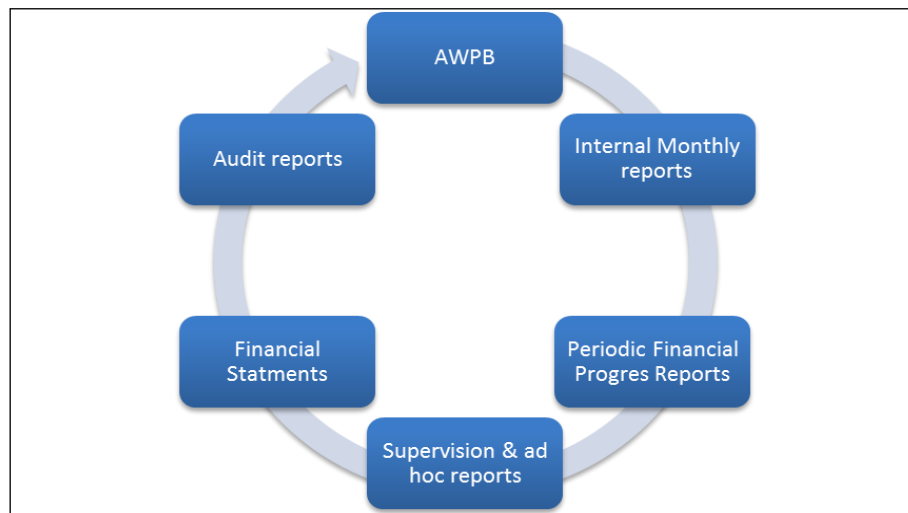 AWPB
Internal Monthly
reports
Periodic Financial
Progres Reports
Supervision & ad
hoc reports
Financial
Statments
Audit reports